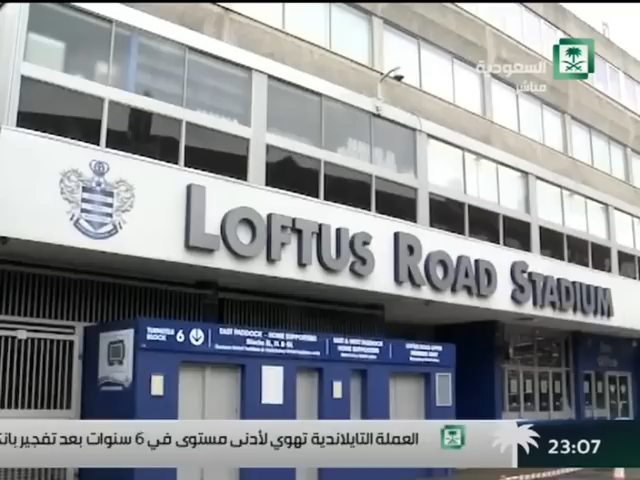 السعودية
مباشر
LOFTUS ROAD STADIUM
TURNSTILE BLOCK 6
EAST PADDOCK - HOME SUPPORTERS
EAST & WEST PADDOCK
HOME SUPPORTERS
العملة التايلاندية تهوي لأدنى مستوى في 6 سنوات بعد تفجير بانك
23:07